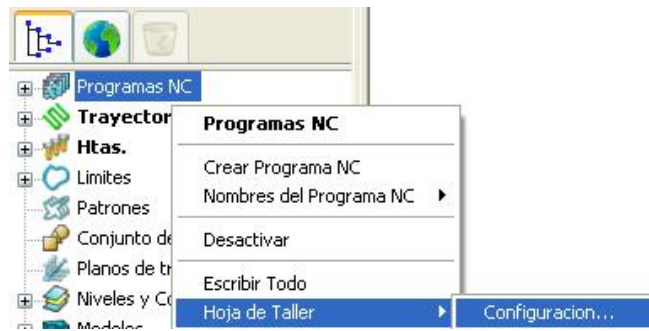 Programas NC
Trayector
Htas.
Limites
Patrones
Conjunto de
Planos de tr
Niveles y Co
Modelos
Programas NC
Crear Programa NC
Nombres del Programa NC
Desactivar
Escribir Todo
Hoja de Taller
Configuracion...